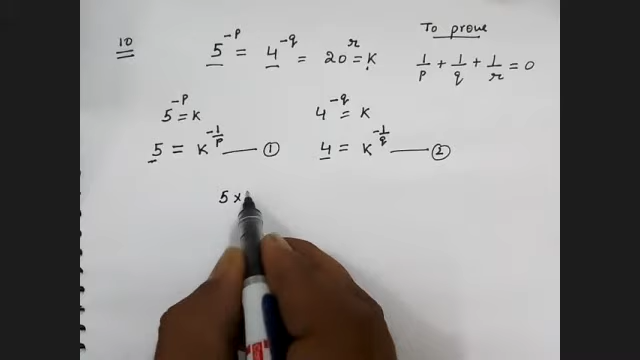 10
5^{-p} = 4^{-q} = 20^{r} = K
To prove
1/p + 1/q + 1/r = 0
5^{-p} = K
4^{-q} = K
5 = K^{-1/p} —— ①
4 = K^{-1/q} —— ②
5 ×